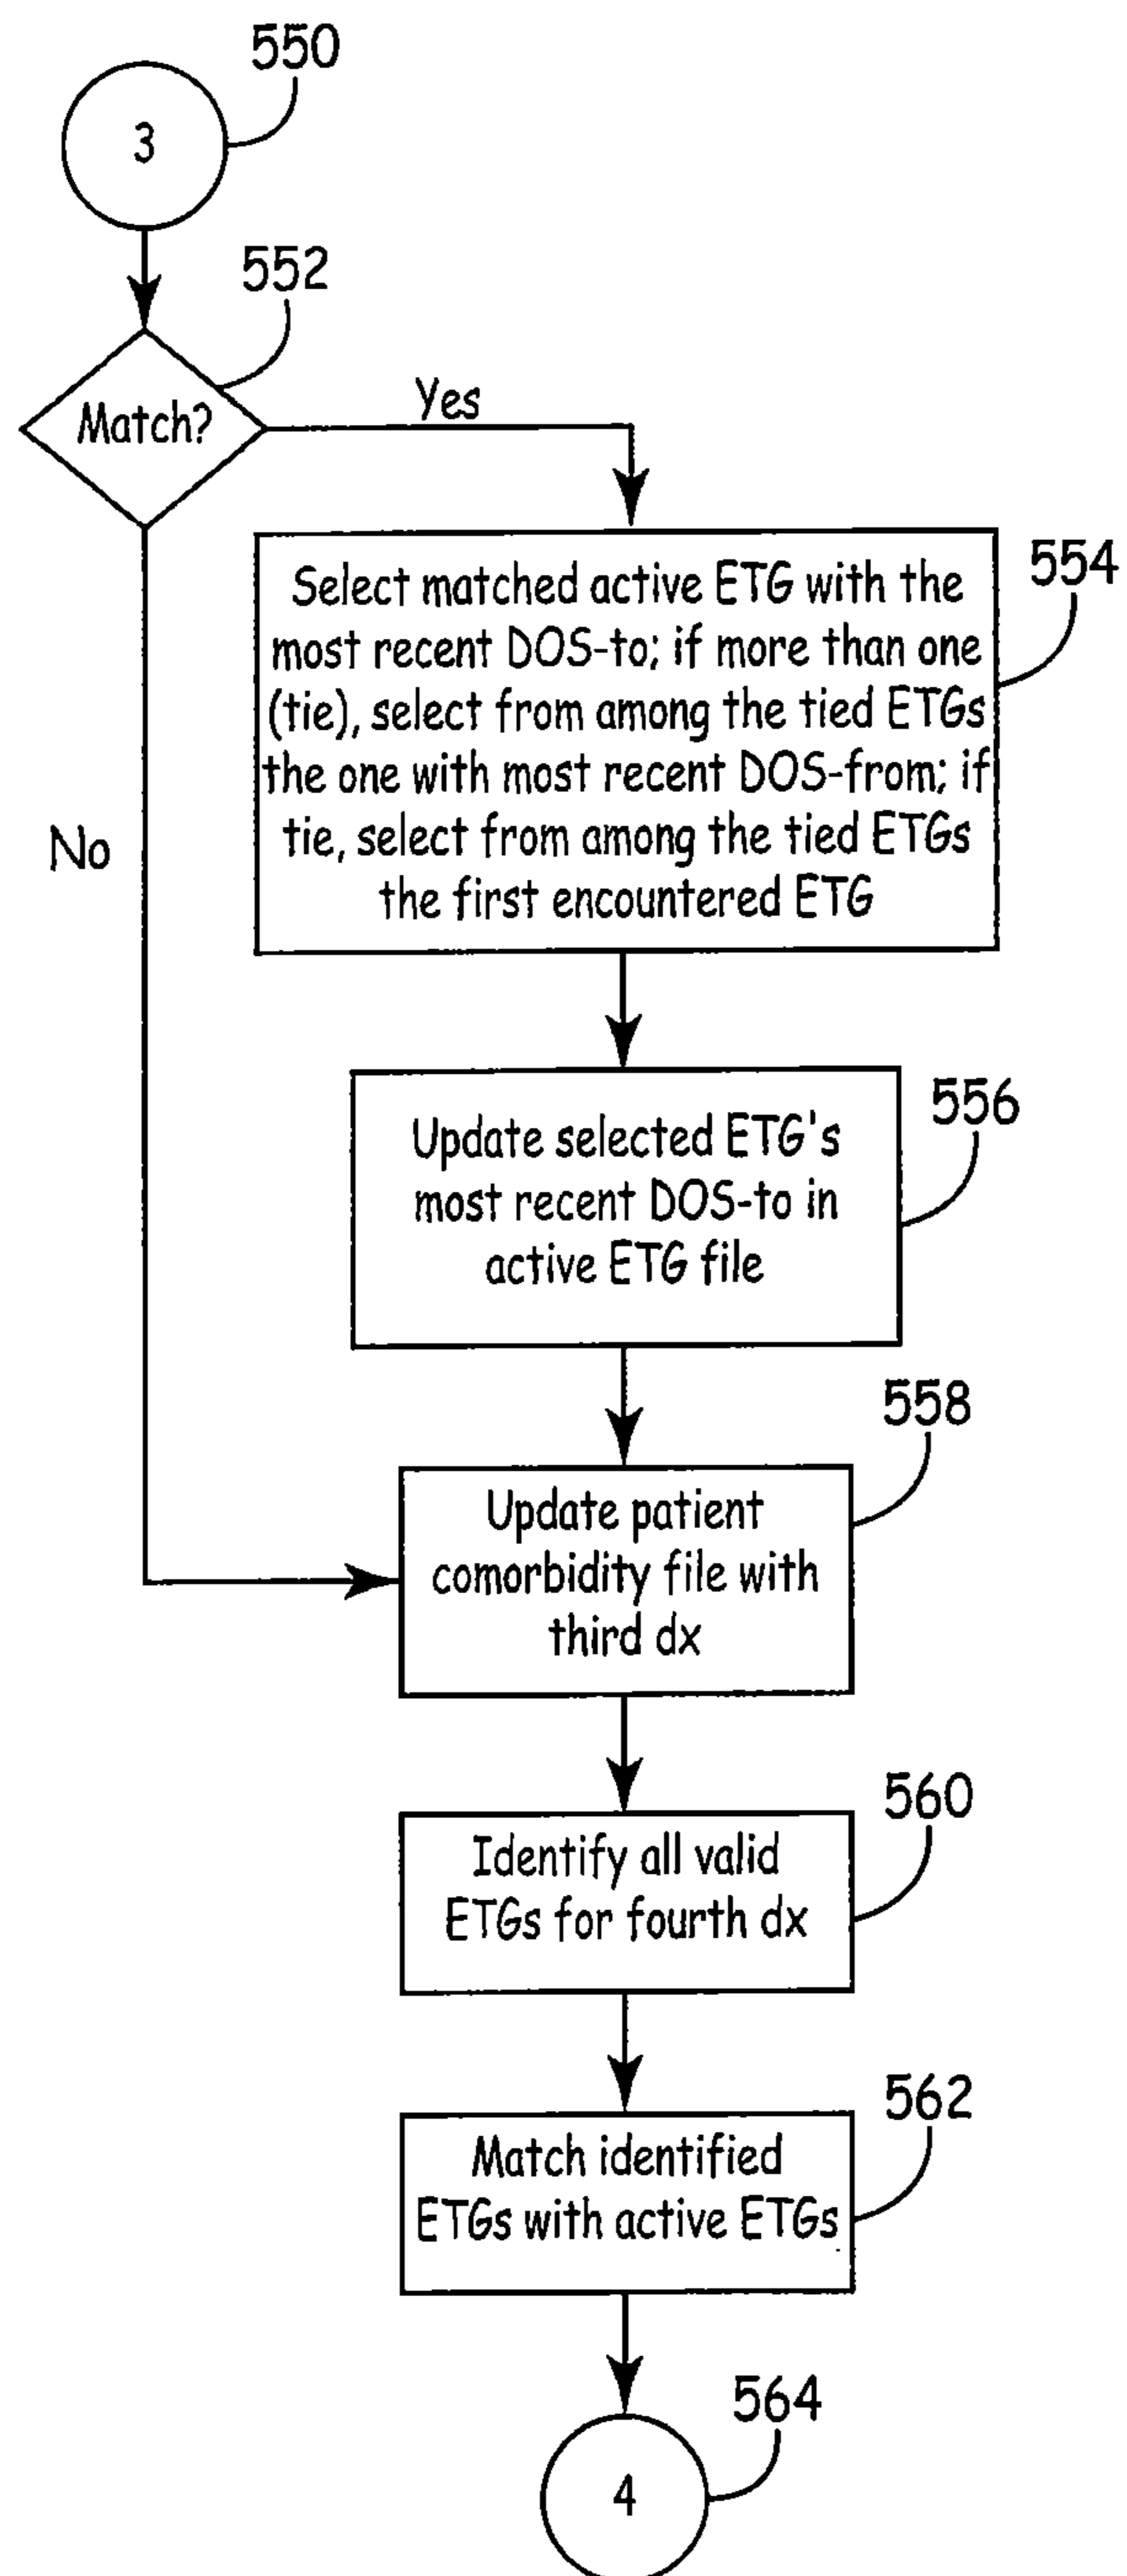 550
3
552
Match?
Yes
No
554
Select matched active ETG with the
most recent DOS-to; if more than one
(tie), select from among the tied ETGs
the one with most recent DOS-from; if
tie, select from among the tied ETGs
the first encountered ETG
556
Update selected ETG's
most recent DOS-to in
active ETG file
558
Update patient
comorbidity file with
third dx
560
Identify all valid
ETGs for fourth dx
562
Match identified
ETGs with active ETGs
564
4